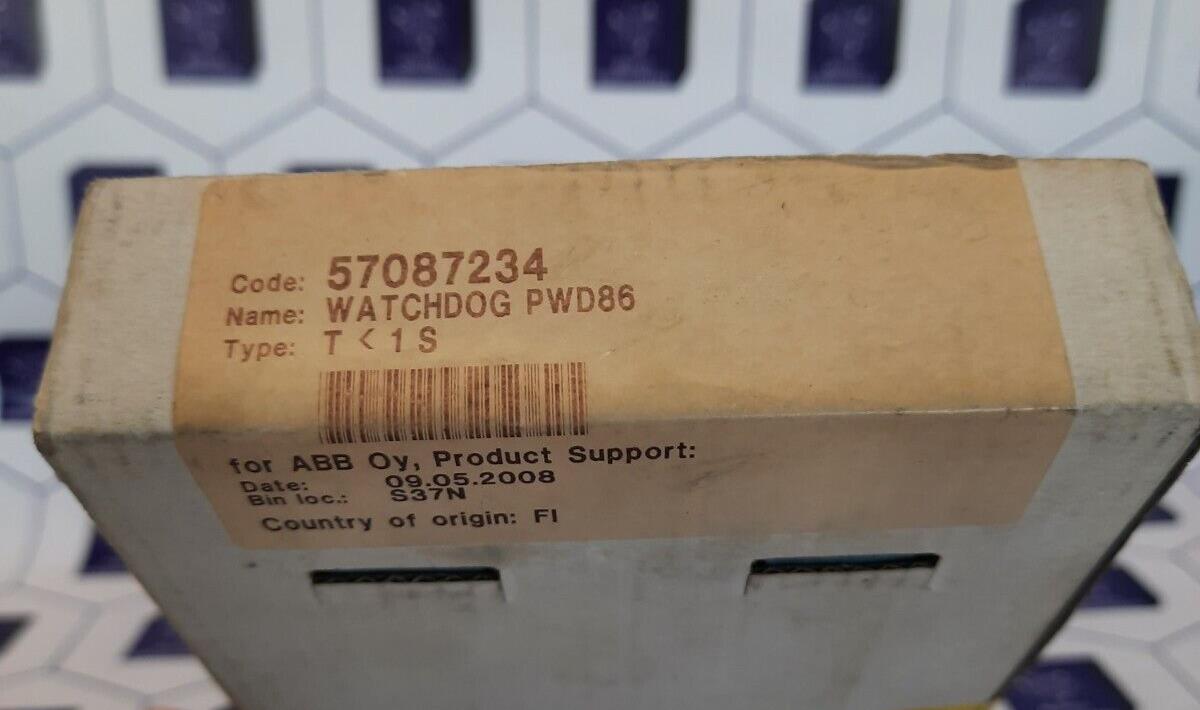 Code: 57087234
Name: WATCHDOG PWD86
Type: T < 1 S
for ABB Oy, Product Support:
Date: 09.05.2008
Bin loc.: S37N
Country of origin: FI